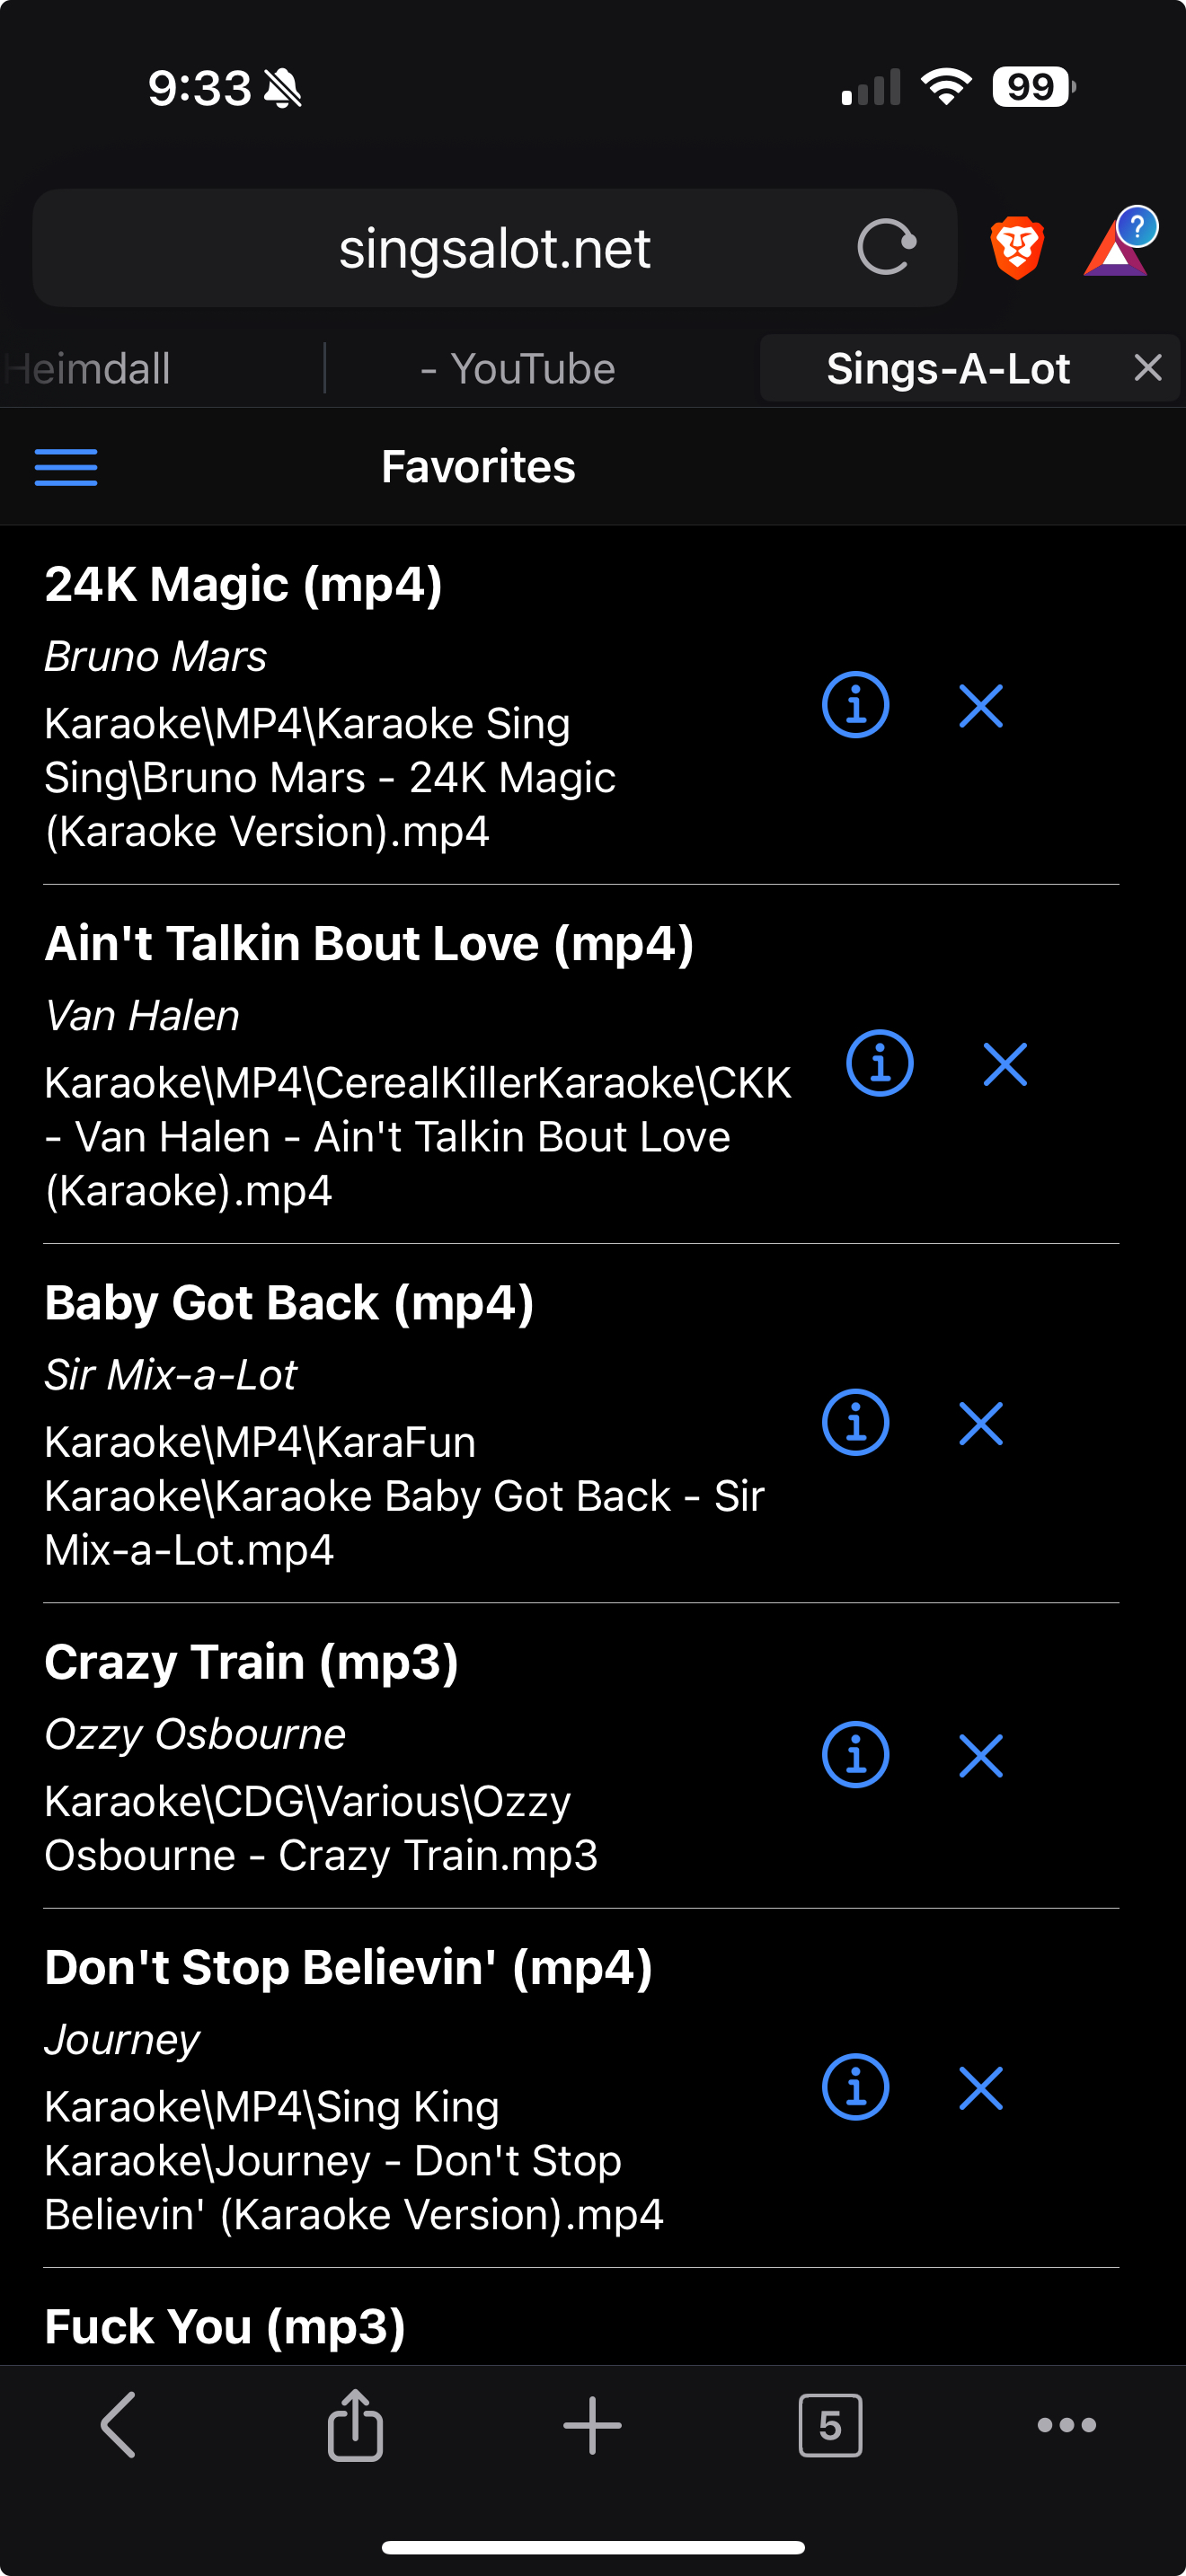 9:33
99
singsalot.net
?
Heimdall
- YouTube
Sings-A-Lot
Favorites
24K Magic (mp4)
Bruno Mars
Karaoke\MP4\Karaoke Sing
Sing\Bruno Mars - 24K Magic
(Karaoke Version).mp4
Ain't Talkin Bout Love (mp4)
Van Halen
Karaoke\MP4\CerealKillerKaraoke\CKK
- Van Halen - Ain't Talkin Bout Love
(Karaoke).mp4
Baby Got Back (mp4)
Sir Mix-a-Lot
Karaoke\MP4\KaraFun
Karaoke\Karaoke Baby Got Back - Sir
Mix-a-Lot.mp4
Crazy Train (mp3)
Ozzy Osbourne
Karaoke\CDG\Various\Ozzy
Osbourne - Crazy Train.mp3
Don't Stop Believin' (mp4)
Journey
Karaoke\MP4\Sing King
Karaoke\Journey - Don't Stop
Believin' (Karaoke Version).mp4
Fuck You (mp3)
5